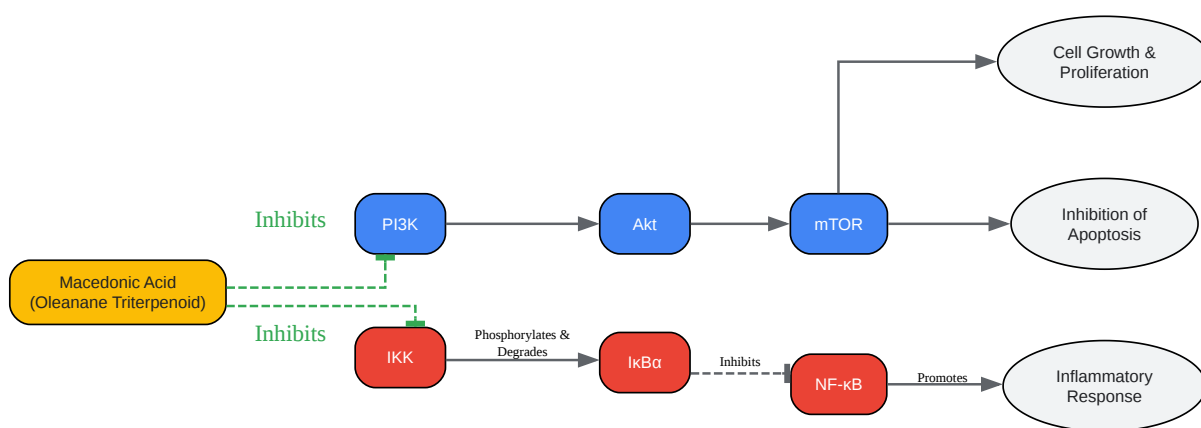 Cell Growth &
Proliferation
Inhibits
PI3K
Akt
mTOR
Inhibition of
Apoptosis
Macedonic Acid
(Oleanane Triterpenoid)
Inhibits
IKK
Phosphorylates &
Degrades
IκBα
Inhibits
NF-κB
Promotes
Inflammatory
Response